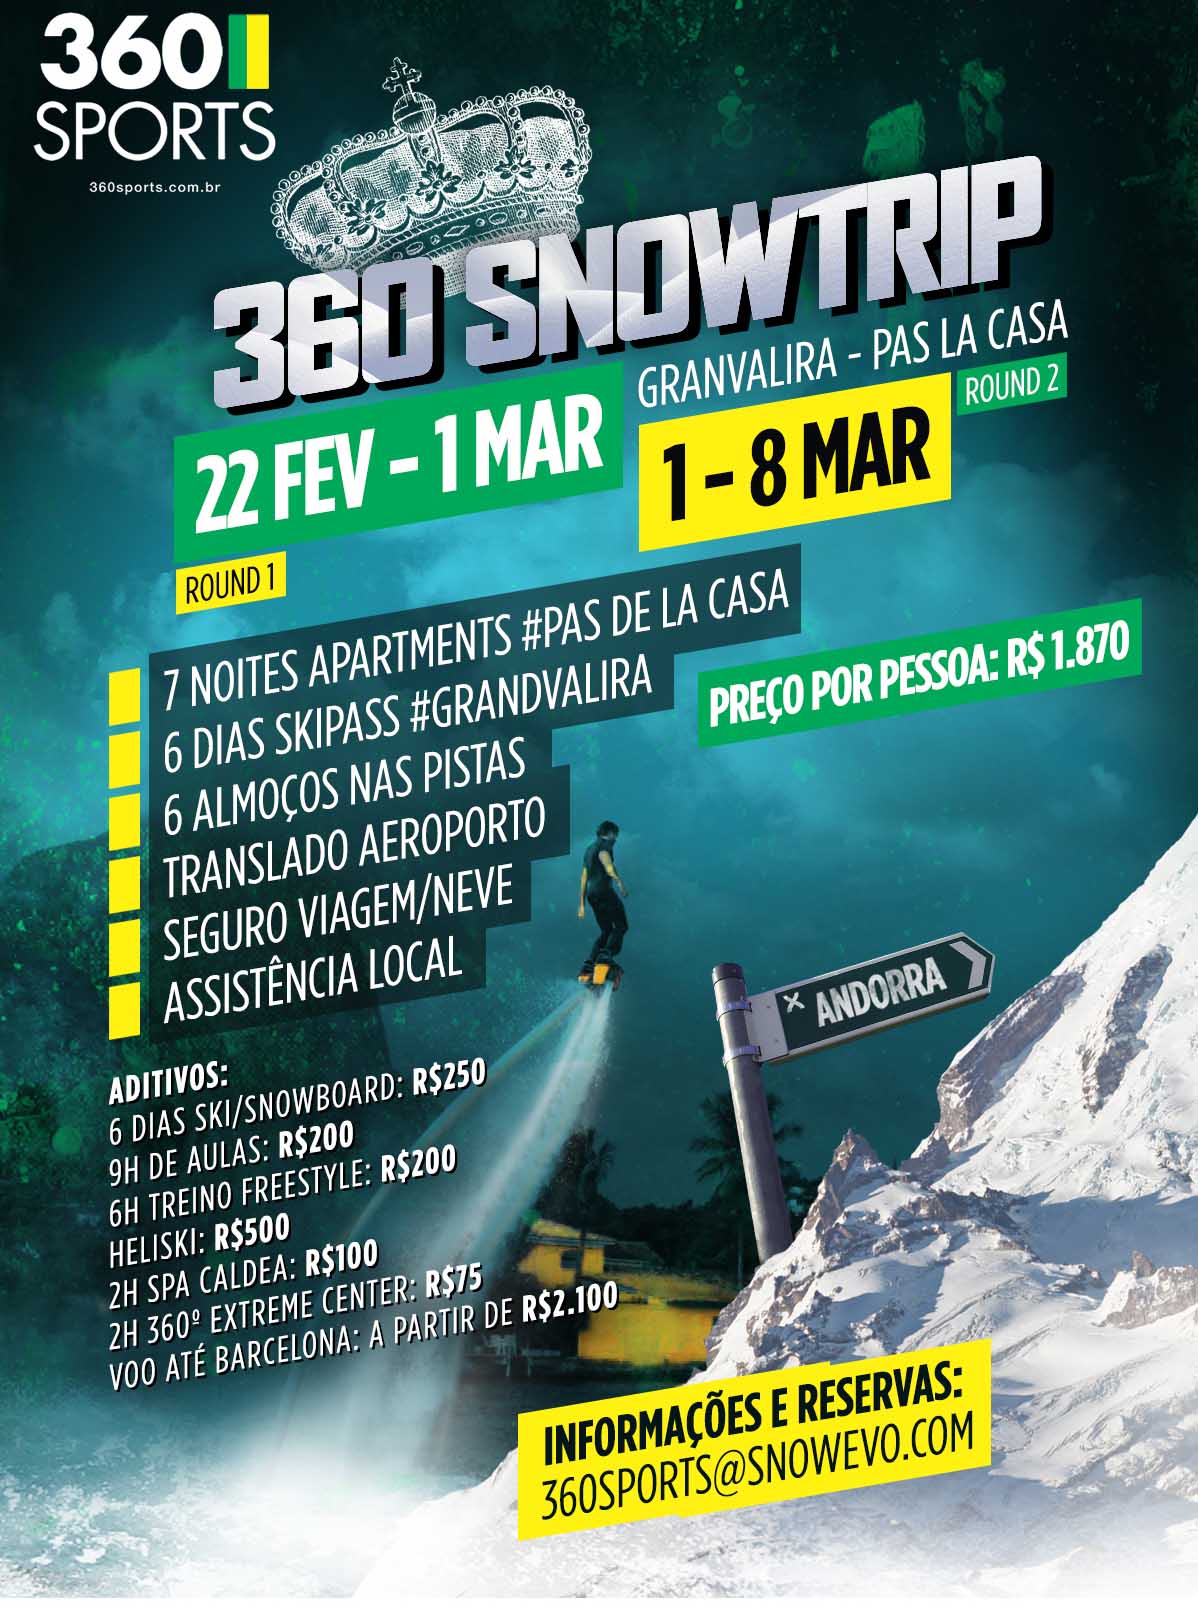 360
SPORTS
360sports.com.br
360 SNOWTRIP
GRANVALIRA - PAS LA CASA
22 FEV - 1 MAR
ROUND 1
1 - 8 MAR
ROUND 2
7 NOITES APARTMENTS #PAS DE LA CASA
6 DIAS SKIPASS #GRANDVALIRA
6 ALMOÇOS NAS PISTAS
TRANSLADO AEROPORTO
SEGURO VIAGEM/NEVE
ASSISTÊNCIA LOCAL
PREÇO POR PESSOA: R$ 1.870
ANDORRA
ADITIVOS:
6 DIAS SKI/SNOWBOARD: R$250
9H DE AULAS: R$200
6H TREINO FREESTYLE: R$200
HELISKI: R$500
2H SPA CALDEA: R$100
2H 360º EXTREME CENTER: R$75
VOO ATÉ BARCELONA: A PARTIR DE R$2.100
INFORMAÇÕES E RESERVAS:
360SPORTS@SNOWEVO.COM